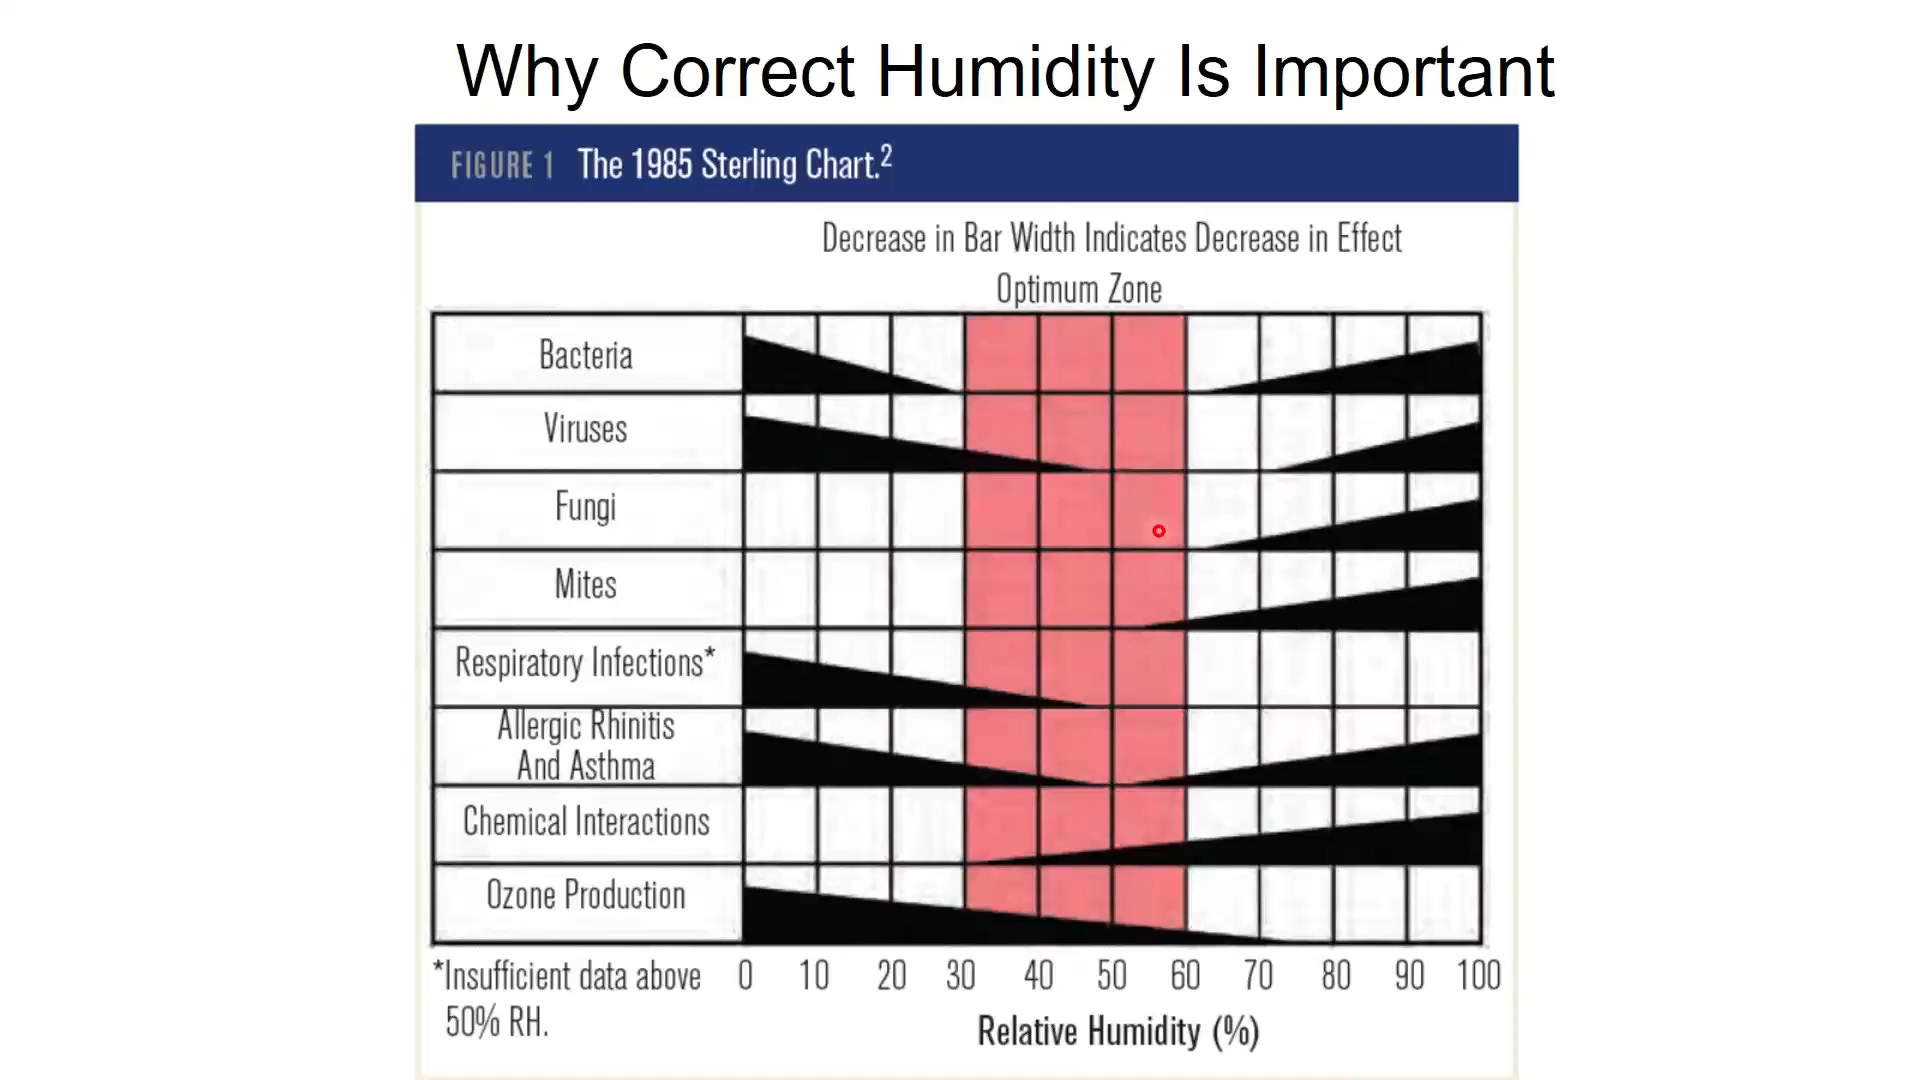 Why Correct Humidity Is Important
FIGURE 1 The 1985 Sterling Chart.2
Decrease in Bar Width Indicates Decrease in Effect
Optimum Zone
Bacteria
Viruses
Fungi
Mites
Respiratory Infections*
Allergic Rhinitis
And Asthma
Chemical Interactions
Ozone Production
*Insufficient data above
50% RH.
0 10 20 30 40 50 60 70 80 90 100
Relative Humidity (%)